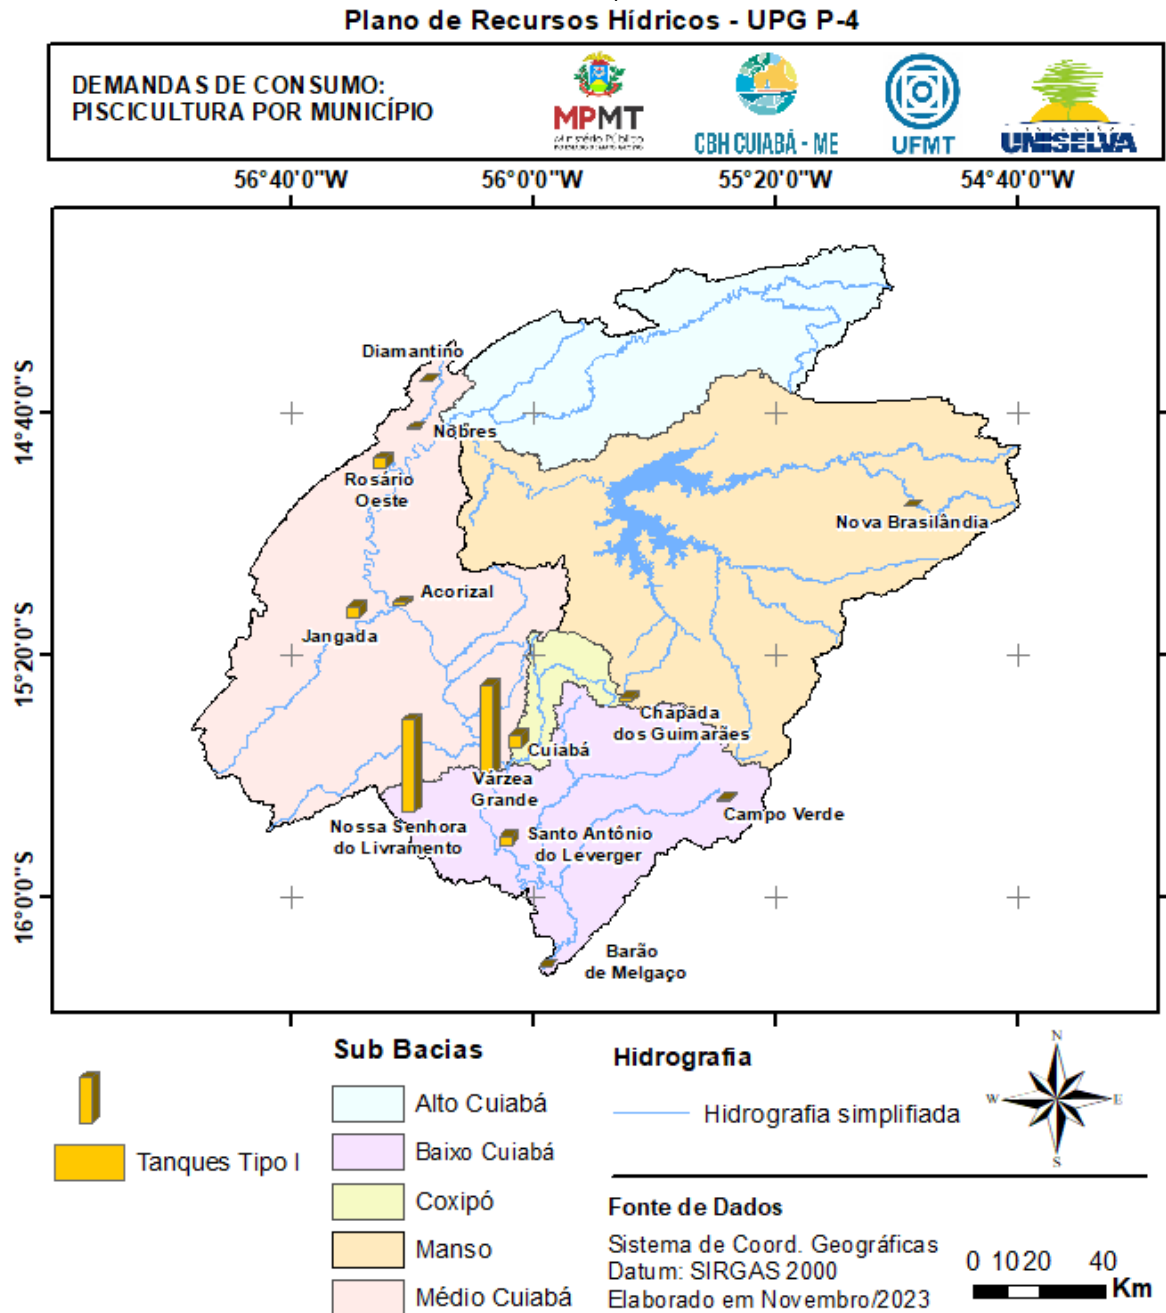 Plano de Recursos Hídricos - UPG P-4
DEMANDAS DE CONSUMO:
PISCICULTURA POR MUNICÍPIO
MPMT
Ministério Público
CBH CUIABÁ - ME
UFMT
UNISELVA
56°40'0"W
56°0'0"W
55°20'0"W
54°40'0"W
14°40'0"S
15°20'0"S
16°0'0"S
Diamantino
Nobres
Rosário
Oeste
Nova Brasilândia
Acorizal
Jangada
Chapada
dos Guimarães
Cuiabá
Várzea
Grande
Campo Verde
Nossa Senhora
do Livramento
Santo Antônio
do Leverger
Barão
de Melgaço
Tanques Tipo I
Sub Bacias
Alto Cuiabá
Baixo Cuiabá
Coxipó
Manso
Médio Cuiabá
Hidrografia
Hidrografia simplifiada
N
W
E
S
Fonte de Dados
Sistema de Coord. Geográficas
Datum: SIRGAS 2000
Elaborado em Novembro/2023
0 10 20 40
Km